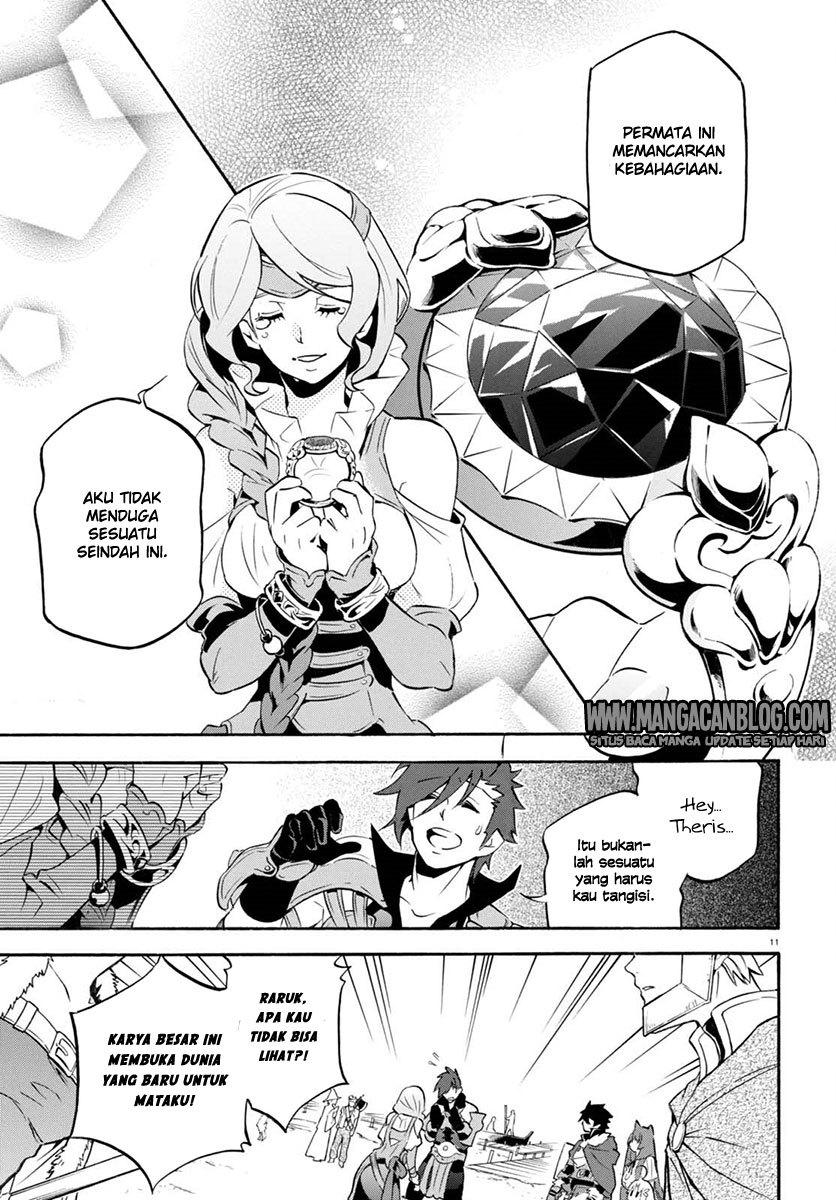 PERMATA INI
MEMANCARKAN
KEBAHAGIAAN.
AKU TIDAK
MENDUGA
SESUATU
SEINDAH INI.
WWW.MANGACANBLOG.COM
SITUS BACA MANGA UPDATE SETIAP HARI
Hey...
Theris...
Itu bukan-
lah sesuatu
yang harus
kau tangisi.
11
RARUK,
APA KAU
TIDAK BISA
LIHAT?!
KARYA BESAR INI
MEMBUKA DUNIA
YANG BARU UNTUK
MATAKU!